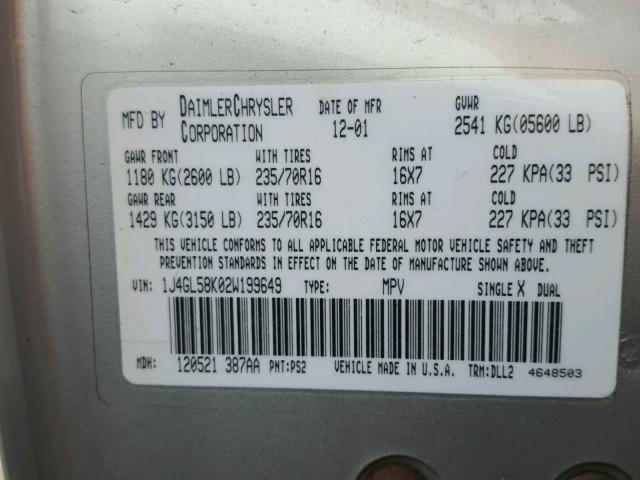 MFD BY DAIMLERCHRYSLER CORPORATION DATE OF MFR 12-01 GVWR 2541 KG(05600 LB)
GAWR FRONT WITH TIRES RIMS AT COLD
1180 KG(2600 LB) 235/70R16 16X7 227 KPA(33 PSI)
GAWR REAR WITH TIRES RIMS AT COLD
1429 KG(3150 LB) 235/70R16 16X7 227 KPA(33 PSI)
THIS VEHICLE CONFORMS TO ALL APPLICABLE FEDERAL MOTOR VEHICLE SAFETY AND THEFT
PREVENTION STANDARDS IN EFFECT ON THE DATE OF MANUFACTURE SHOWN ABOVE.
VIN: 1J4GL58K02W199649 TYPE: MPV SINGLE X DUAL
MDH: 120521 387AA PNT:PS2 VEHICLE MADE IN U.S.A. TRM:DLL2 4648503